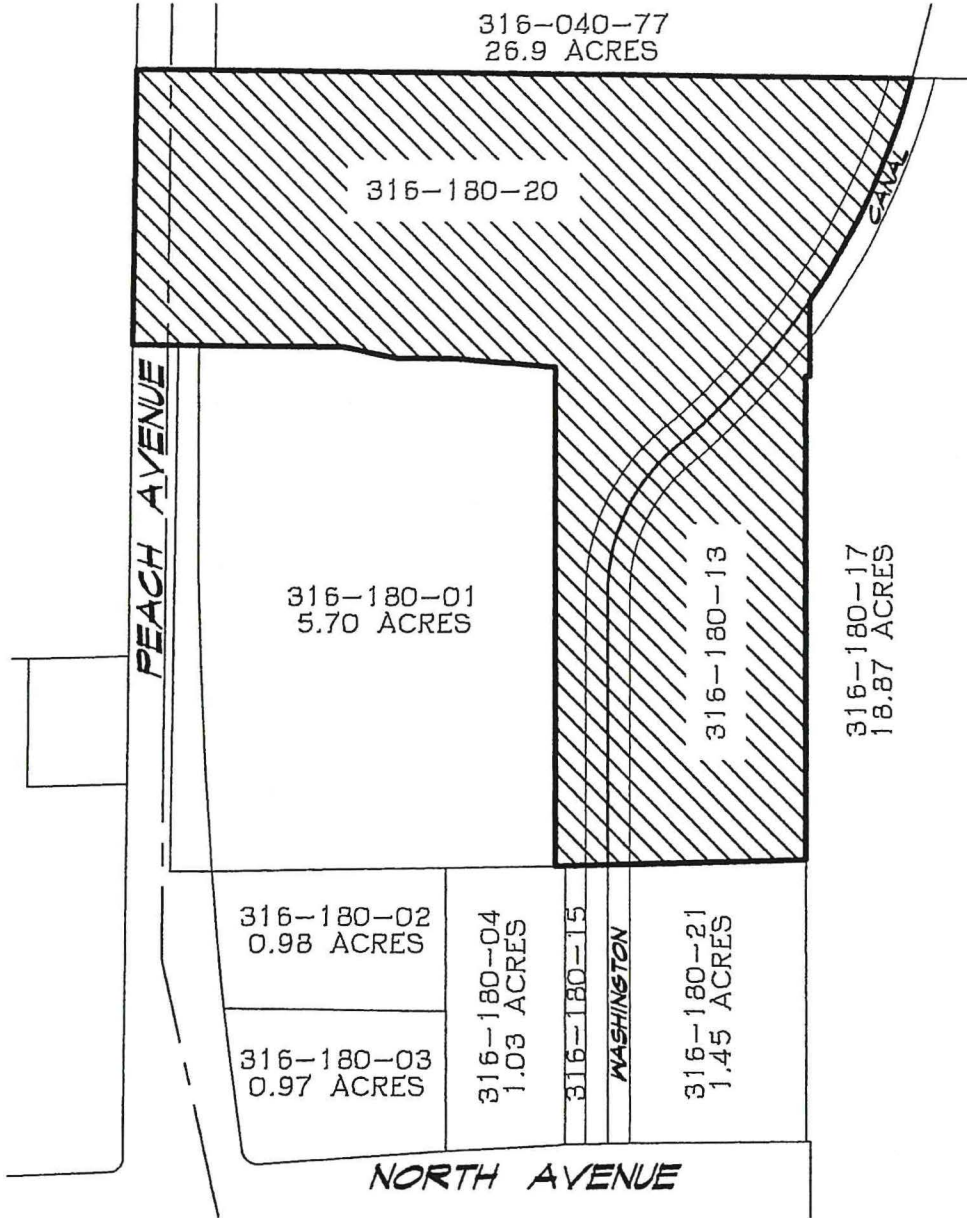 316-040-77
26.9 ACRES
CANAL
316-180-20
PEACH AVENUE
316-180-01
5.70 ACRES
316-180-13
316-180-17
18.87 ACRES
316-180-02
0.98 ACRES
316-180-03
0.97 ACRES
316-180-04
1.03 ACRES
316-180-15
WASHINGTON
316-180-21
1.45 ACRES
NORTH AVENUE